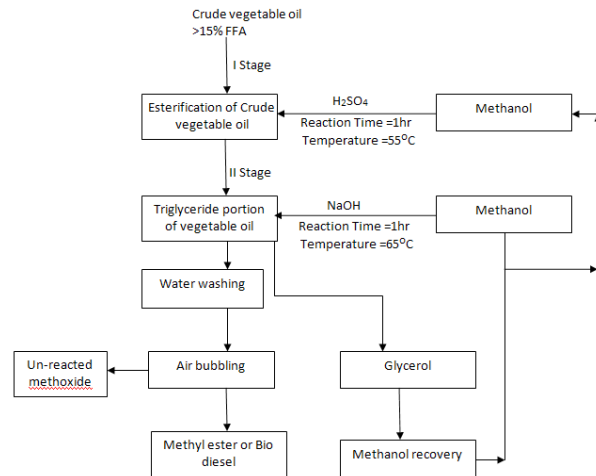 Crude vegetable oil
>15% FFA
I Stage
Esterification of Crude
vegetable oil
H₂SO₄
Reaction Time =1hr
Temperature =55°C
Methanol
II Stage
Triglyceride portion
of vegetable oil
NaOH
Reaction Time =1hr
Temperature =65°C
Methanol
Water washing
Un-reacted
methoxide
Air bubbling
Glycerol
Methyl ester or Bio
diesel
Methanol recovery